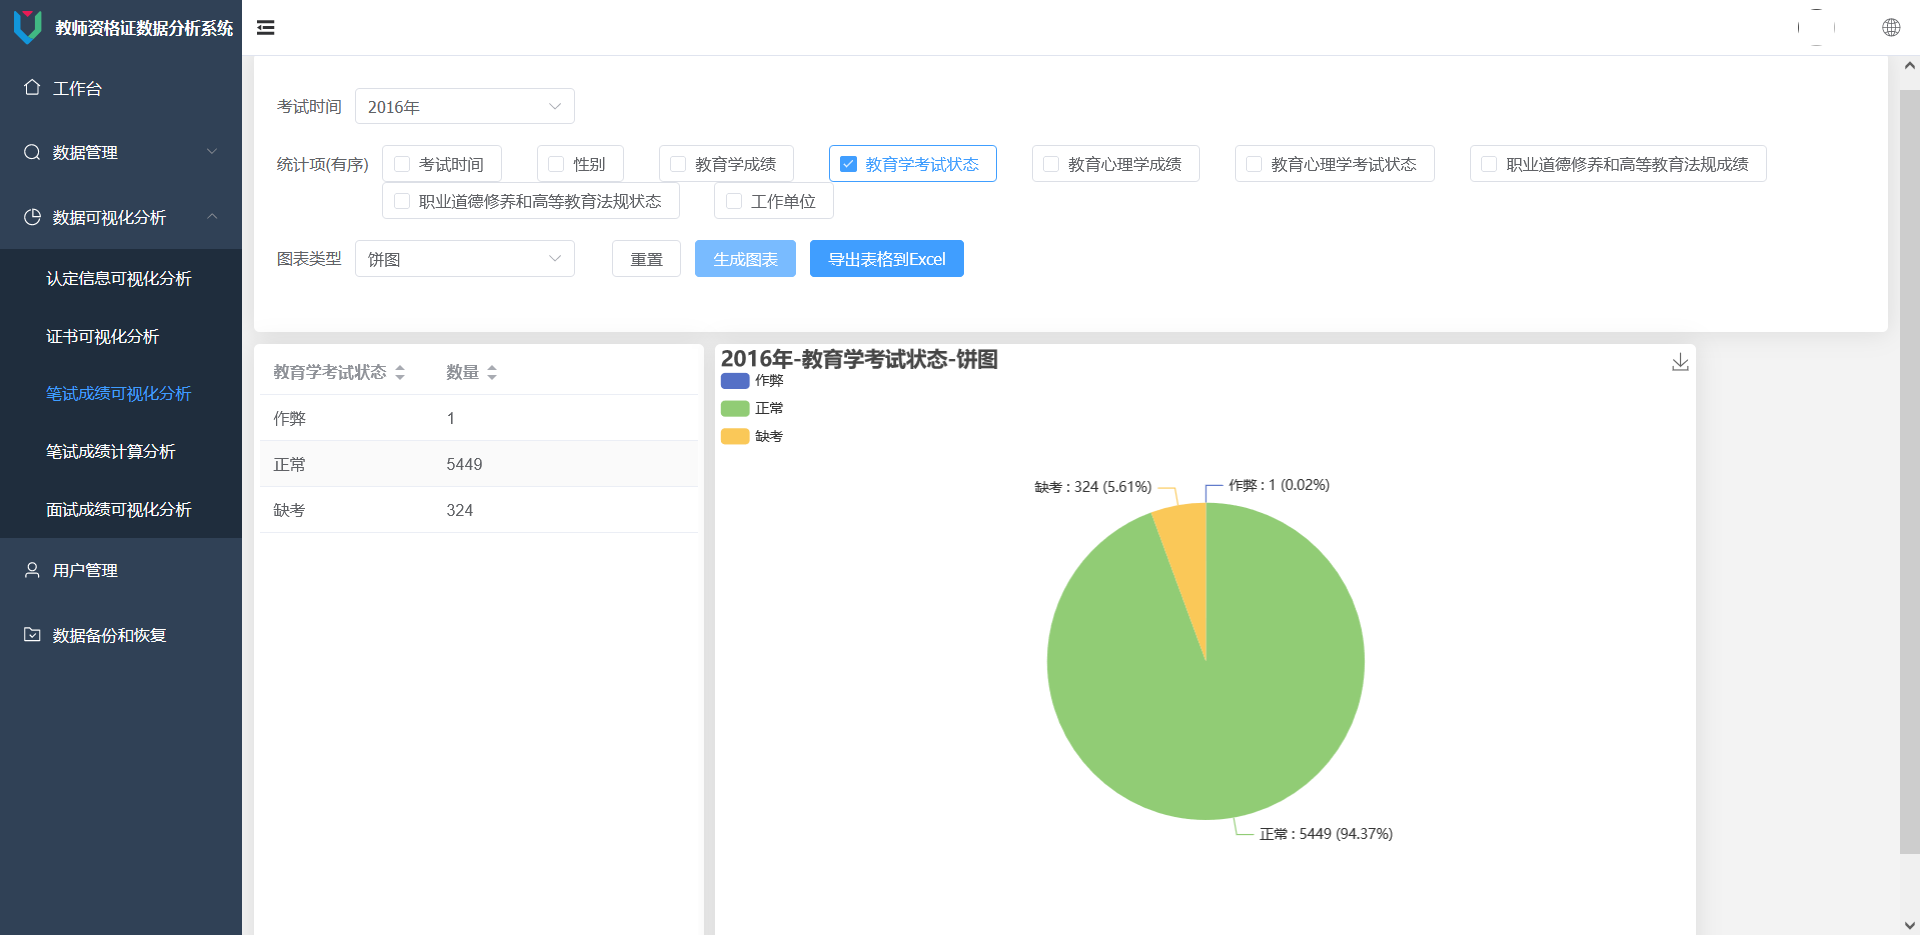 教师资格证数据分析系统
工作台
数据管理
数据可视化分析
认定信息可视化分析
证书可视化分析
笔试成绩可视化分析
笔试成绩计算分析
面试成绩可视化分析
用户管理
数据备份和恢复
考试时间 2016年
统计项(有序) 考试时间 性别 教育学成绩 教育学考试状态 教育心理学成绩 教育心理学考试状态 职业道德修养和高等教育法规成绩
职业道德修养和高等教育法规状态 工作单位
图表类型 饼图 重置 生成图表 导出表格到Excel
教育学考试状态 数量
作弊 1
正常 5449
缺考 324
2016年-教育学考试状态-饼图
作弊
正常
缺考
缺考 : 324 (5.61%)
作弊 : 1 (0.02%)
正常 : 5449 (94.37%)